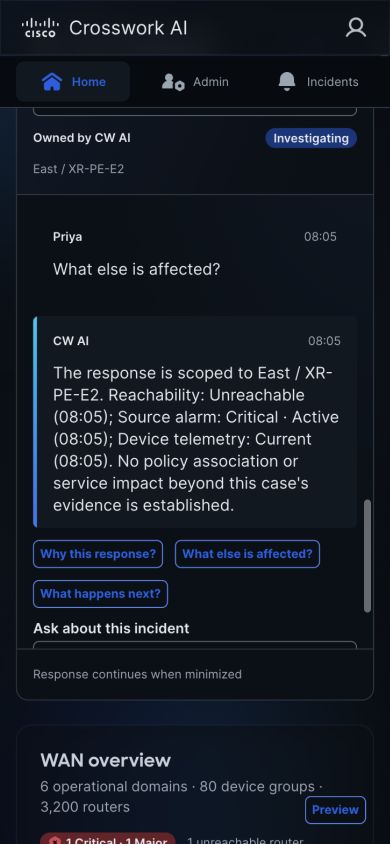 CISCO Crosswork AI
Home Admin Incidents
Owned by CW AI Investigating
East / XR-PE-E2
Priya 08:05
What else is affected?
CW AI 08:05
The response is scoped to East / XR-
PE-E2. Reachability: Unreachable
(08:05); Source alarm: Critical · Active
(08:05); Device telemetry: Current
(08:05). No policy association or
service impact beyond this case's
evidence is established.
Why this response? What else is affected?
What happens next?
Ask about this incident
Response continues when minimized
WAN overview
6 operational domains · 80 device groups ·
3,200 routers
Preview
1 Critical · 1 Major 1 unreachable router